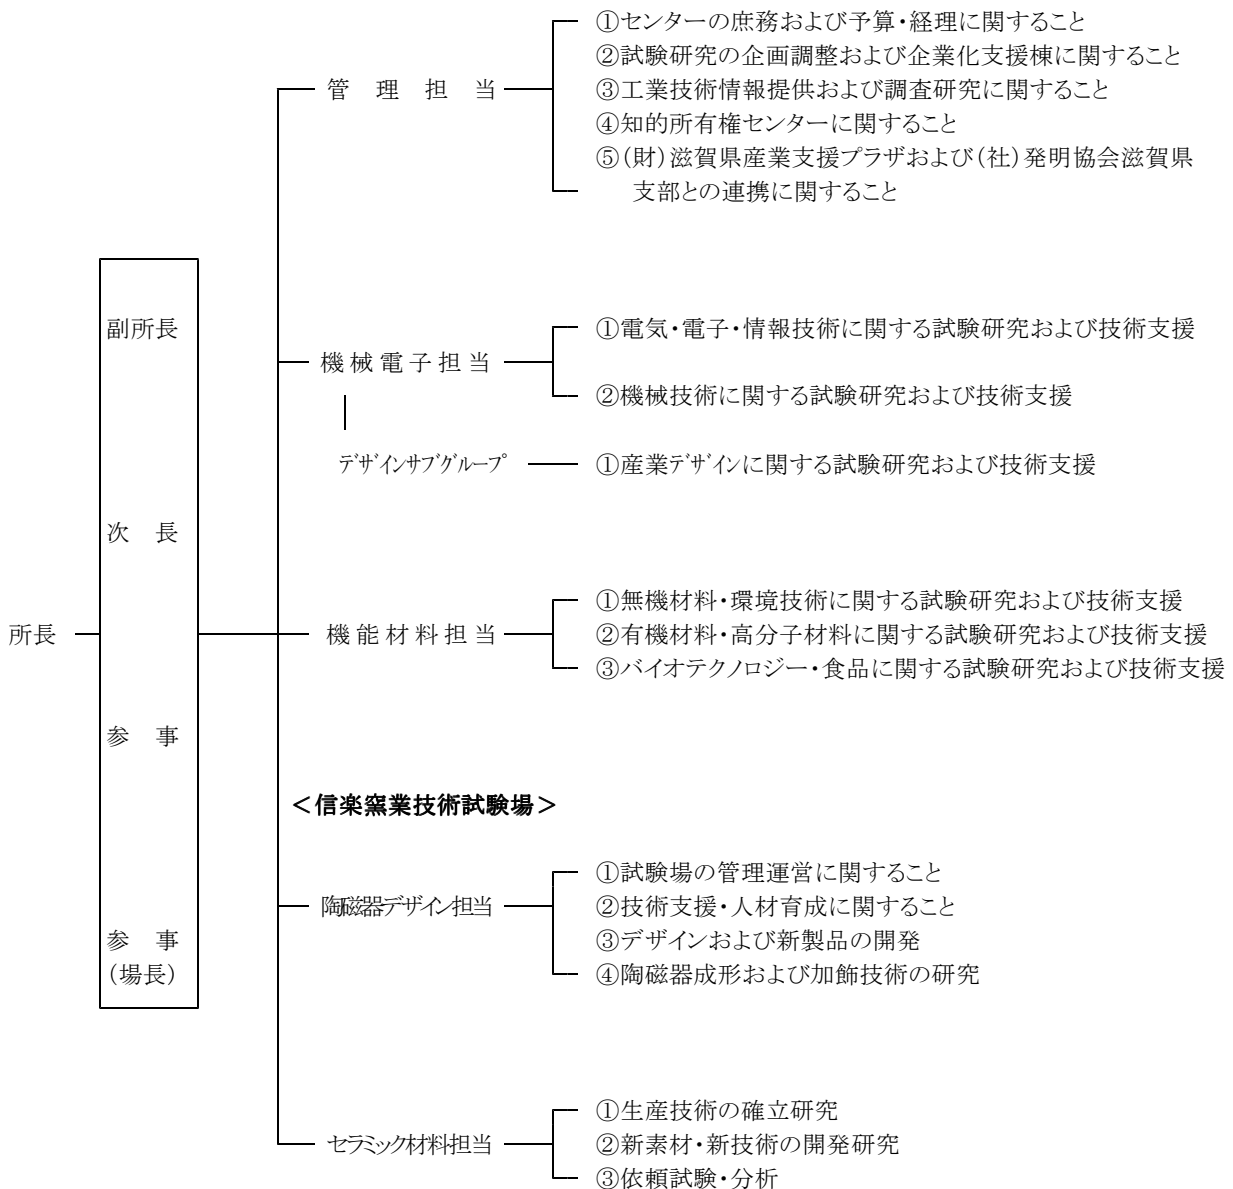 所長
副所長
次 長
参 事
参 事
(場長)
管 理 担 当
①センターの庶務および予算・経理に関すること
②試験研究の企画調整および企業化支援棟に関すること
③工業技術情報提供および調査研究に関すること
④知的所有権センターに関すること
⑤(財)滋賀県産業支援プラザおよび(社)発明協会滋賀県
支部との連携に関すること
機械電子担当
①電気・電子・情報技術に関する試験研究および技術支援
②機械技術に関する試験研究および技術支援
デザインサブグループ
①産業デザインに関する試験研究および技術支援
機能材料担当
①無機材料・環境技術に関する試験研究および技術支援
②有機材料・高分子材料に関する試験研究および技術支援
③バイオテクノロジー・食品に関する試験研究および技術支援
<信楽窯業技術試験場>
陶磁器デザイン担当
①試験場の管理運営に関すること
②技術支援・人材育成に関すること
③デザインおよび新製品の開発
④陶磁器成形および加飾技術の研究
セラミック材料担当
①生産技術の確立研究
②新素材・新技術の開発研究
③依頼試験・分析